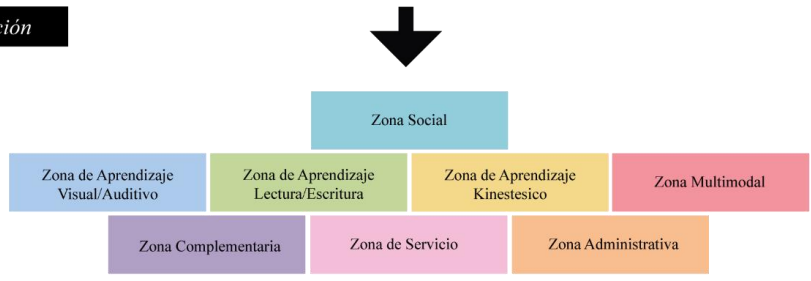 ción
Zona Social
Zona de Aprendizaje
Visual/Auditivo
Zona de Aprendizaje
Lectura/Escritura
Zona de Aprendizaje
Kinestesico
Zona Multimodal
Zona Complementaria
Zona de Servicio
Zona Administrativa